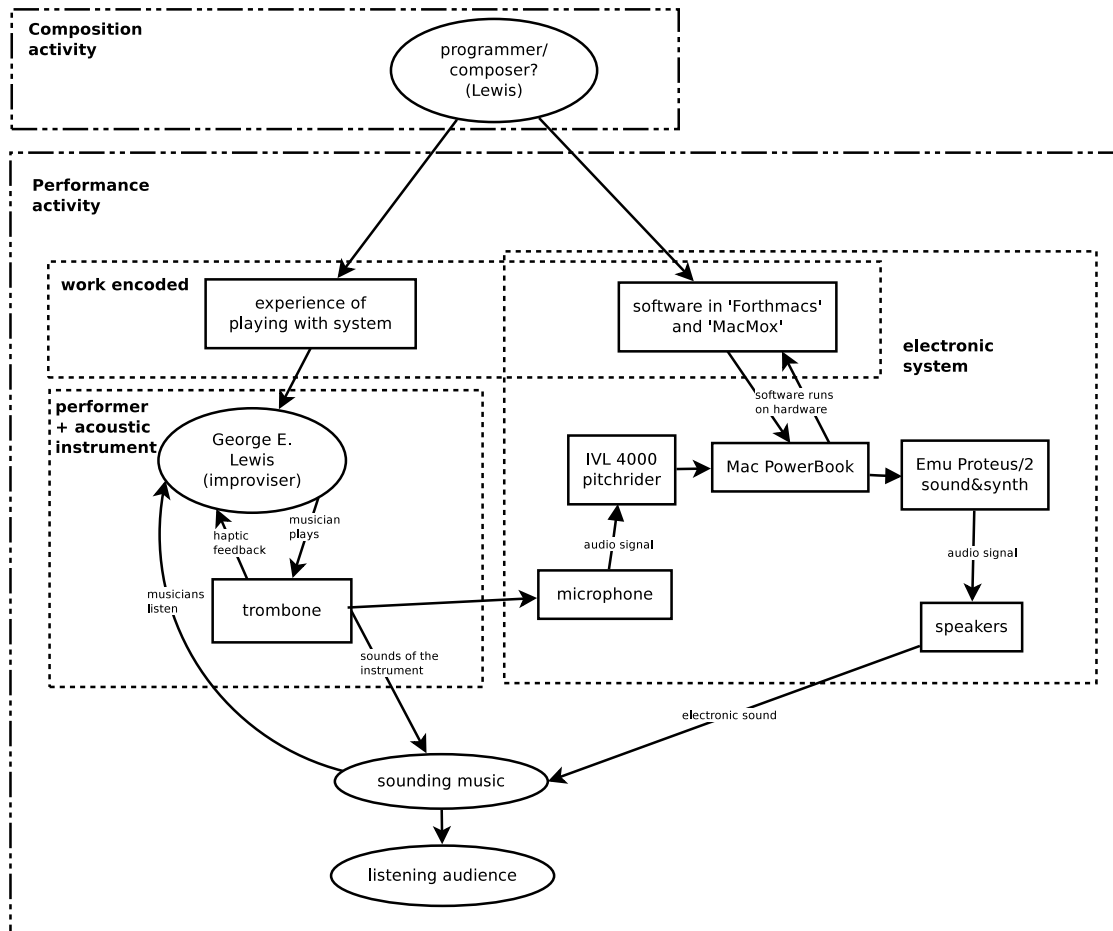 Composition
activity
programmer/
composer?
(Lewis)
Performance
activity
work encoded
experience of
playing with system
software in 'Forthmacs'
and 'MacMox'
electronic
system
performer
+ acoustic
instrument
George E.
Lewis
(improviser)
software runs
on hardware
IVL 4000
pitchrider
Mac PowerBook
Emu Proteus/2
sound&synth
haptic
feedback
musician
plays
audio signal
audio signal
musicians
listen
trombone
microphone
speakers
sounds of the
instrument
electronic sound
sounding music
listening audience